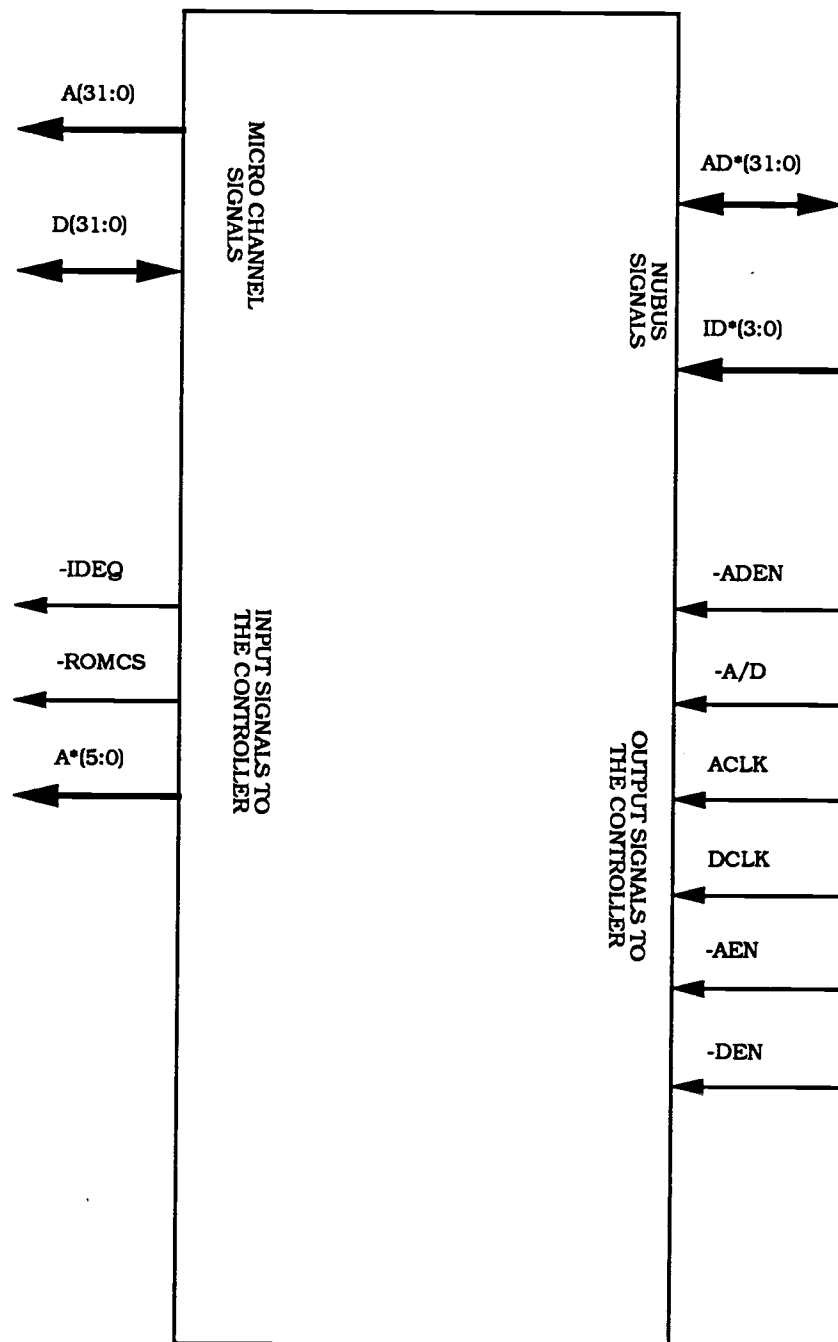 A(31:0)
D(31:0)
MICRO CHANNEL
SIGNALS
AD*(31:0)
ID*(3:0)
NUBUS
SIGNALS
-IDEQ
-ROMCS
A*(5:0)
INPUT SIGNALS TO
THE CONTROLLER
-ADEN
-A/D
ACLK
DCLK
-AEN
-DEN
OUTPUT SIGNALS TO
THE CONTROLLER